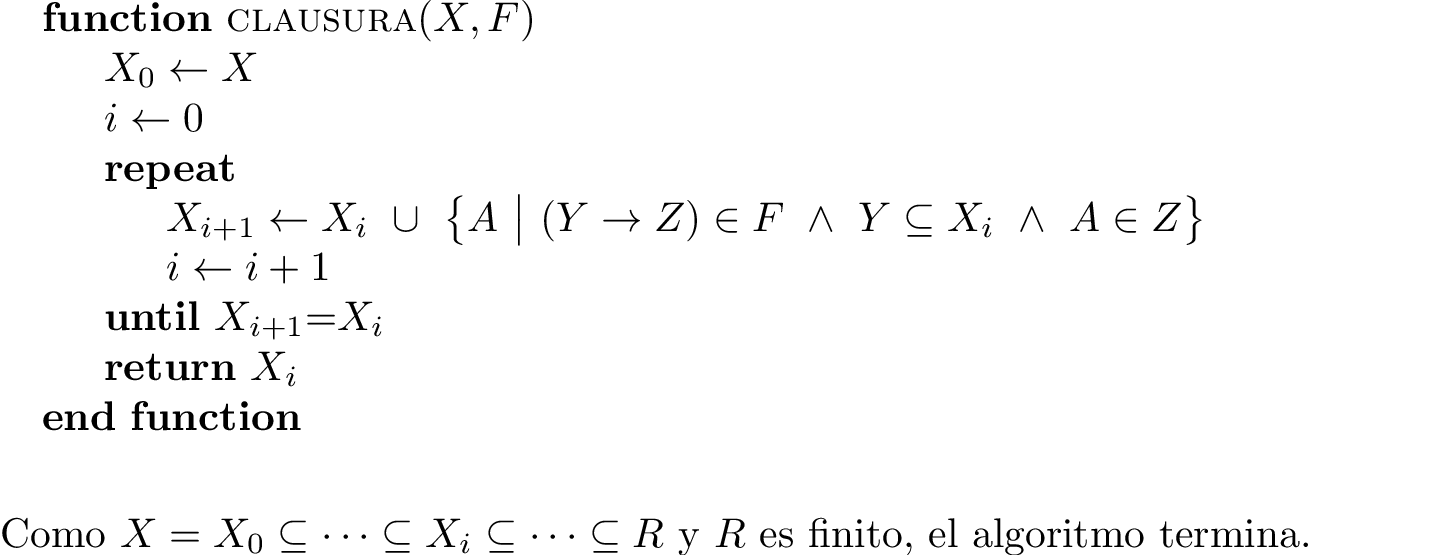 function CLAUSURA(X, F)
X₀ ← X
i ← 0
repeat
Xᵢ₊₁ ← Xᵢ ∪ {A | (Y → Z) ∈ F ∧ Y ⊆ Xᵢ ∧ A ∈ Z}
i ← i + 1
until Xᵢ₊₁=Xᵢ
return Xᵢ
end function
Como X = X₀ ⊆ ⋯ ⊆ Xᵢ ⊆ ⋯ ⊆ R y R es finito, el algoritmo termina.